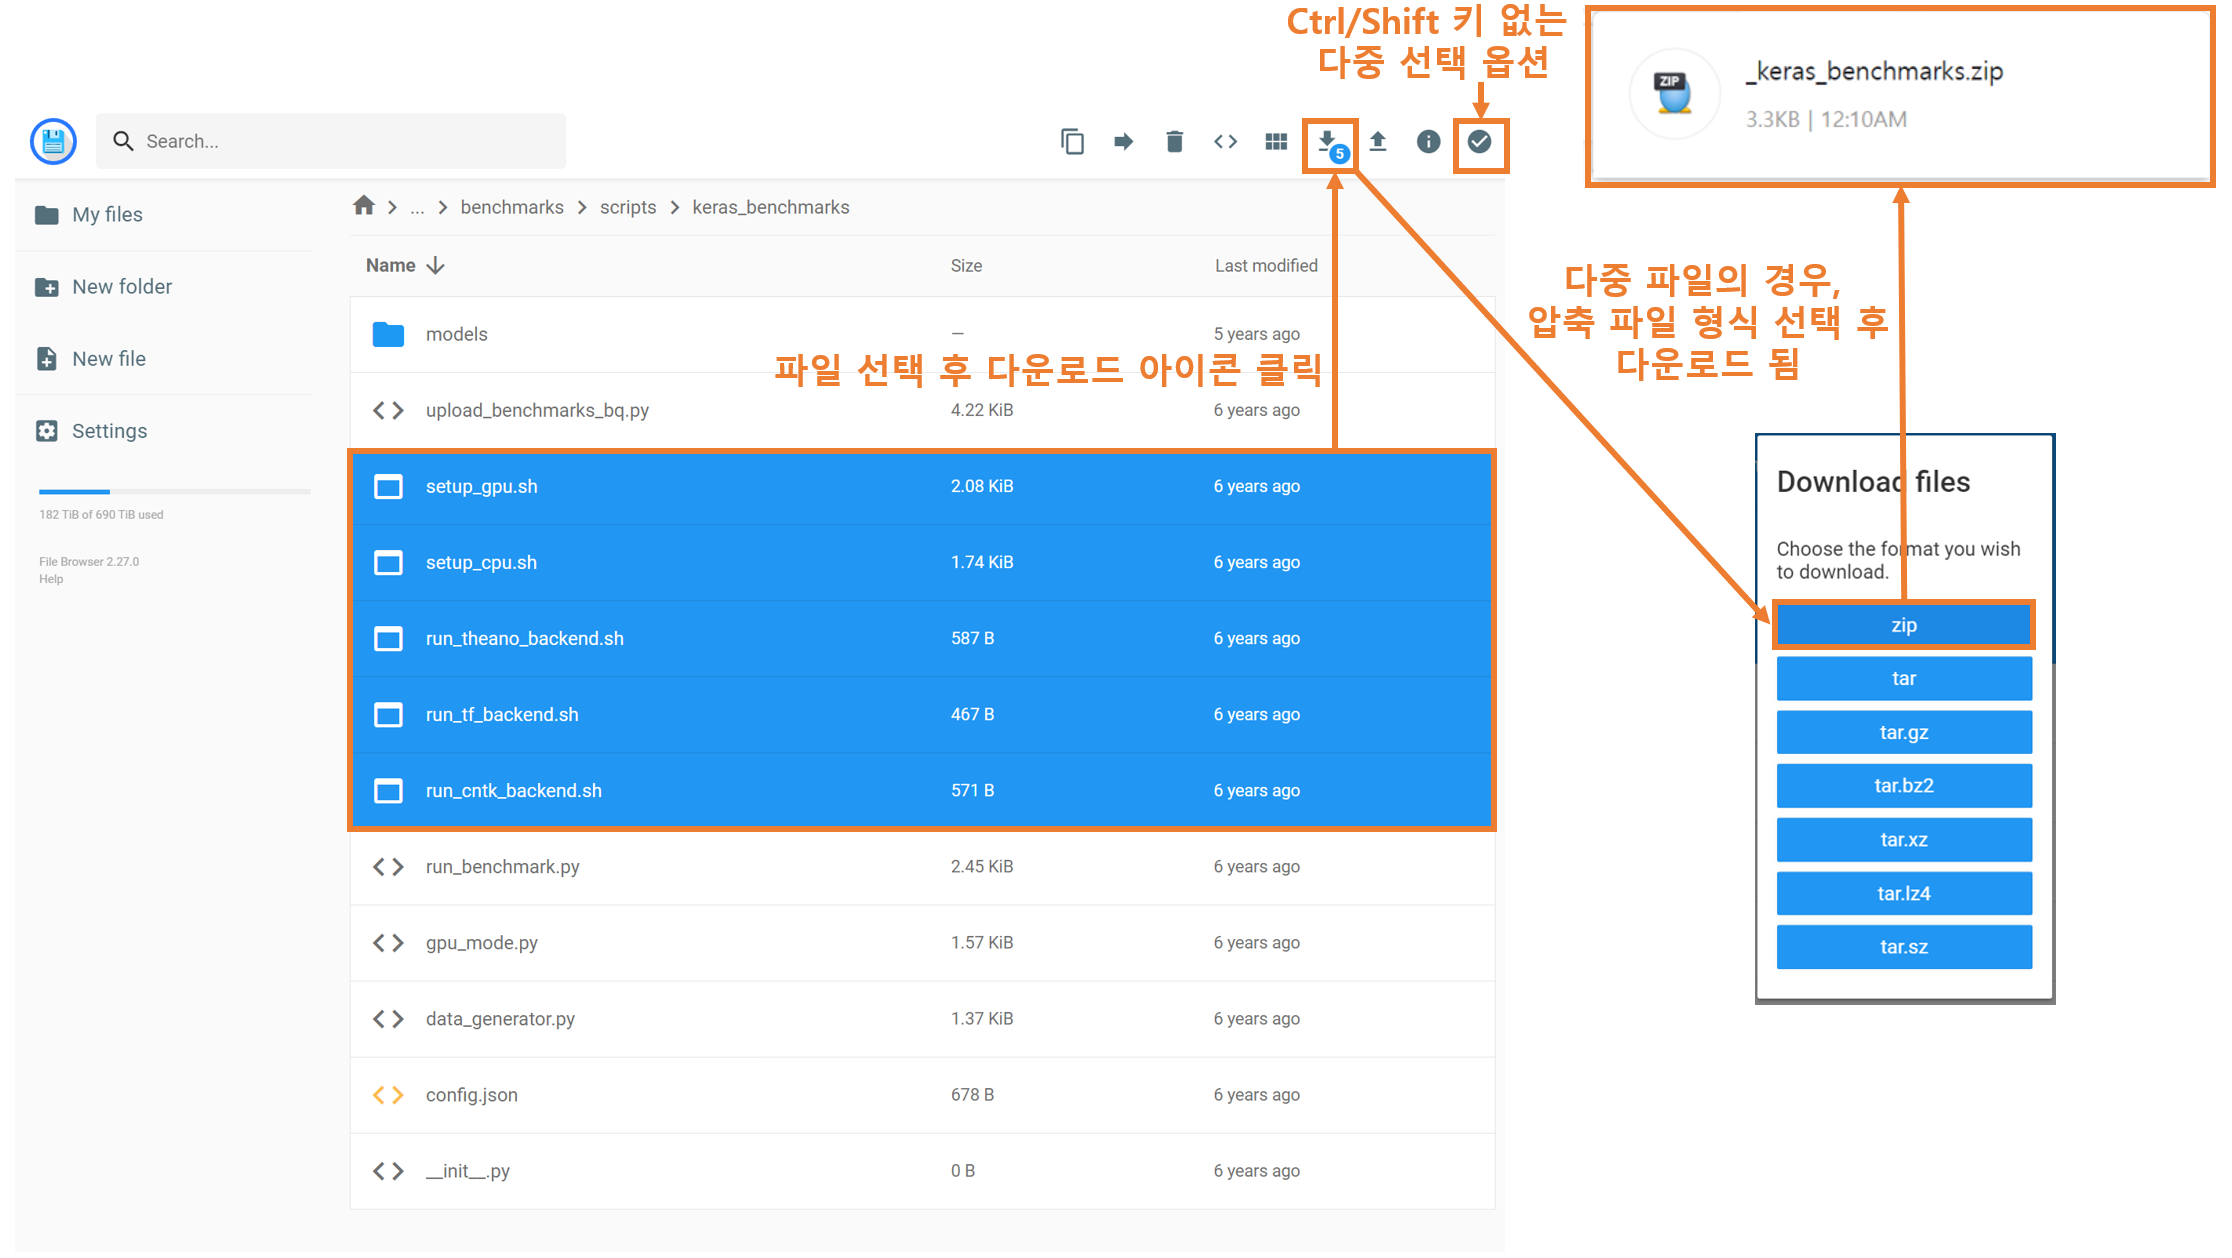 Ctrl/Shift 키 없는
다중 선택 옵션
ZIP
_keras_benchmarks.zip
3.3KB | 12:10AM
Search...
5
My files
New folder
New file
Settings
182 TiB of 690 TiB used
File Browser 2.27.0
Help
... benchmarks scripts keras_benchmarks
Name Size Last modified
models — 5 years ago
파일 선택 후 다운로드 아이콘 클릭
upload_benchmarks_bq.py 4.22 KiB 6 years ago
setup_gpu.sh 2.08 KiB 6 years ago
setup_cpu.sh 1.74 KiB 6 years ago
run_theano_backend.sh 587 B 6 years ago
run_tf_backend.sh 467 B 6 years ago
run_cntk_backend.sh 571 B 6 years ago
run_benchmark.py 2.45 KiB 6 years ago
gpu_mode.py 1.57 KiB 6 years ago
data_generator.py 1.37 KiB 6 years ago
config.json 678 B 6 years ago
__init__.py 0 B 6 years ago
다중 파일의 경우,
압축 파일 형식 선택 후
다운로드 됨
Download files
Choose the format you wish
to download.
zip
tar
tar.gz
tar.bz2
tar.xz
tar.lz4
tar.sz